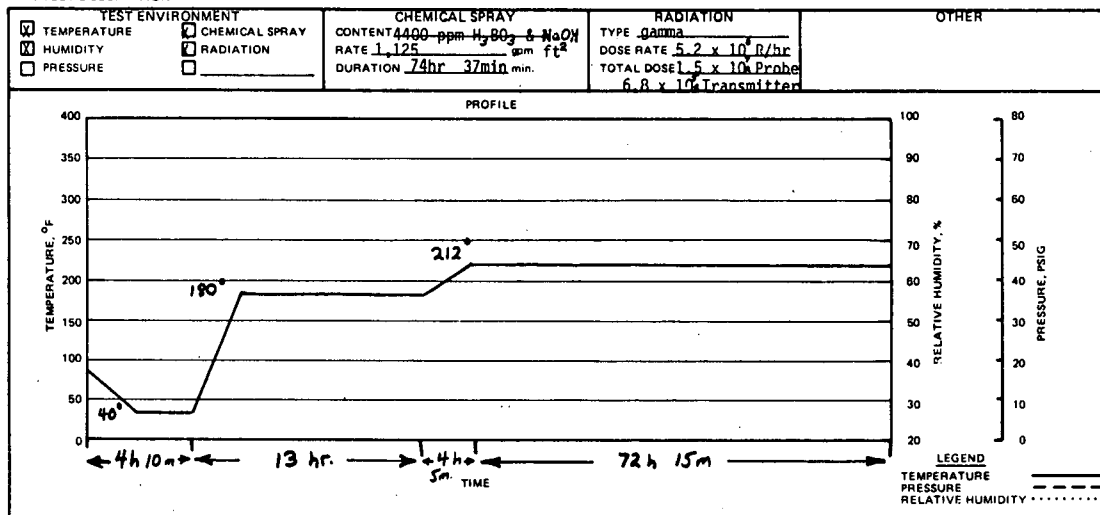 TEST ENVIRONMENT
X TEMPERATURE X CHEMICAL SPRAY
X HUMIDITY X RADIATION
PRESSURE
CHEMICAL SPRAY
CONTENT 4400 ppm H3BO3 & NaOH
RATE 1,125 gpm ft²
DURATION 74hr 37min min.
RADIATION
TYPE gamma
DOSE RATE 5.2 x 10 R/hr
TOTAL DOSE 1.5 x 10 Probe
6.8 x 10 Transmitter
OTHER
PROFILE
TEMPERATURE, °F
400
350
300
250
200
150
100
50
0
40°
180°
212°
100
90
80
70
60
50
40
30
20
RELATIVE HUMIDITY, %
80
70
60
50
40
30
20
10
0
PRESSURE, PSIG
4h 10m
13 hr.
4h
5m.
72h 15m
TIME
LEGEND
TEMPERATURE
PRESSURE
RELATIVE HUMIDITY